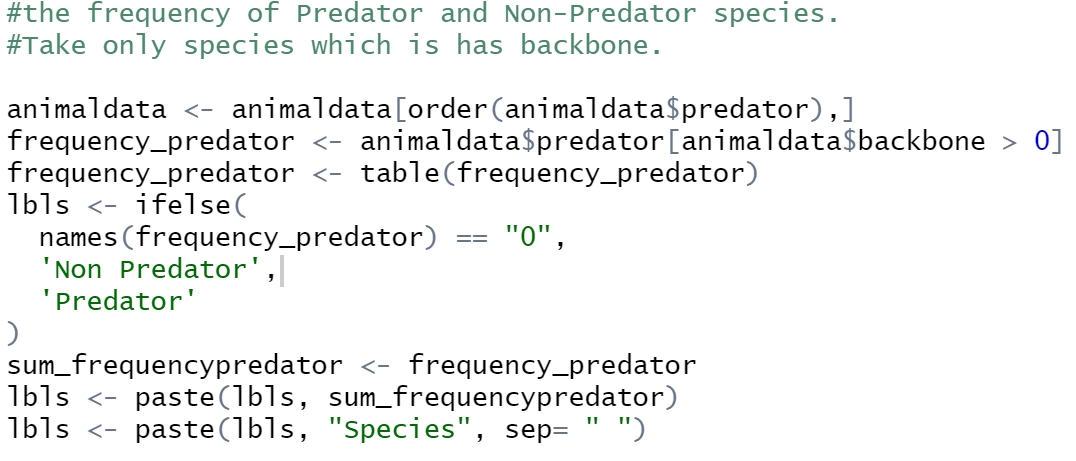 #the frequency of Predator and Non-Predator species.
#Take only species which is has backbone.
animaldata <- animaldata[order(animaldata$predator),]
frequency_predator <- animaldata$predator[animaldata$backbone > 0]
frequency_predator <- table(frequency_predator)
lbls <- ifelse(
  names(frequency_predator) == "0",
  'Non Predator',
  'Predator'
)
sum_frequencypredator <- frequency_predator
lbls <- paste(lbls, sum_frequencypredator)
lbls <- paste(lbls, "Species", sep= " ")